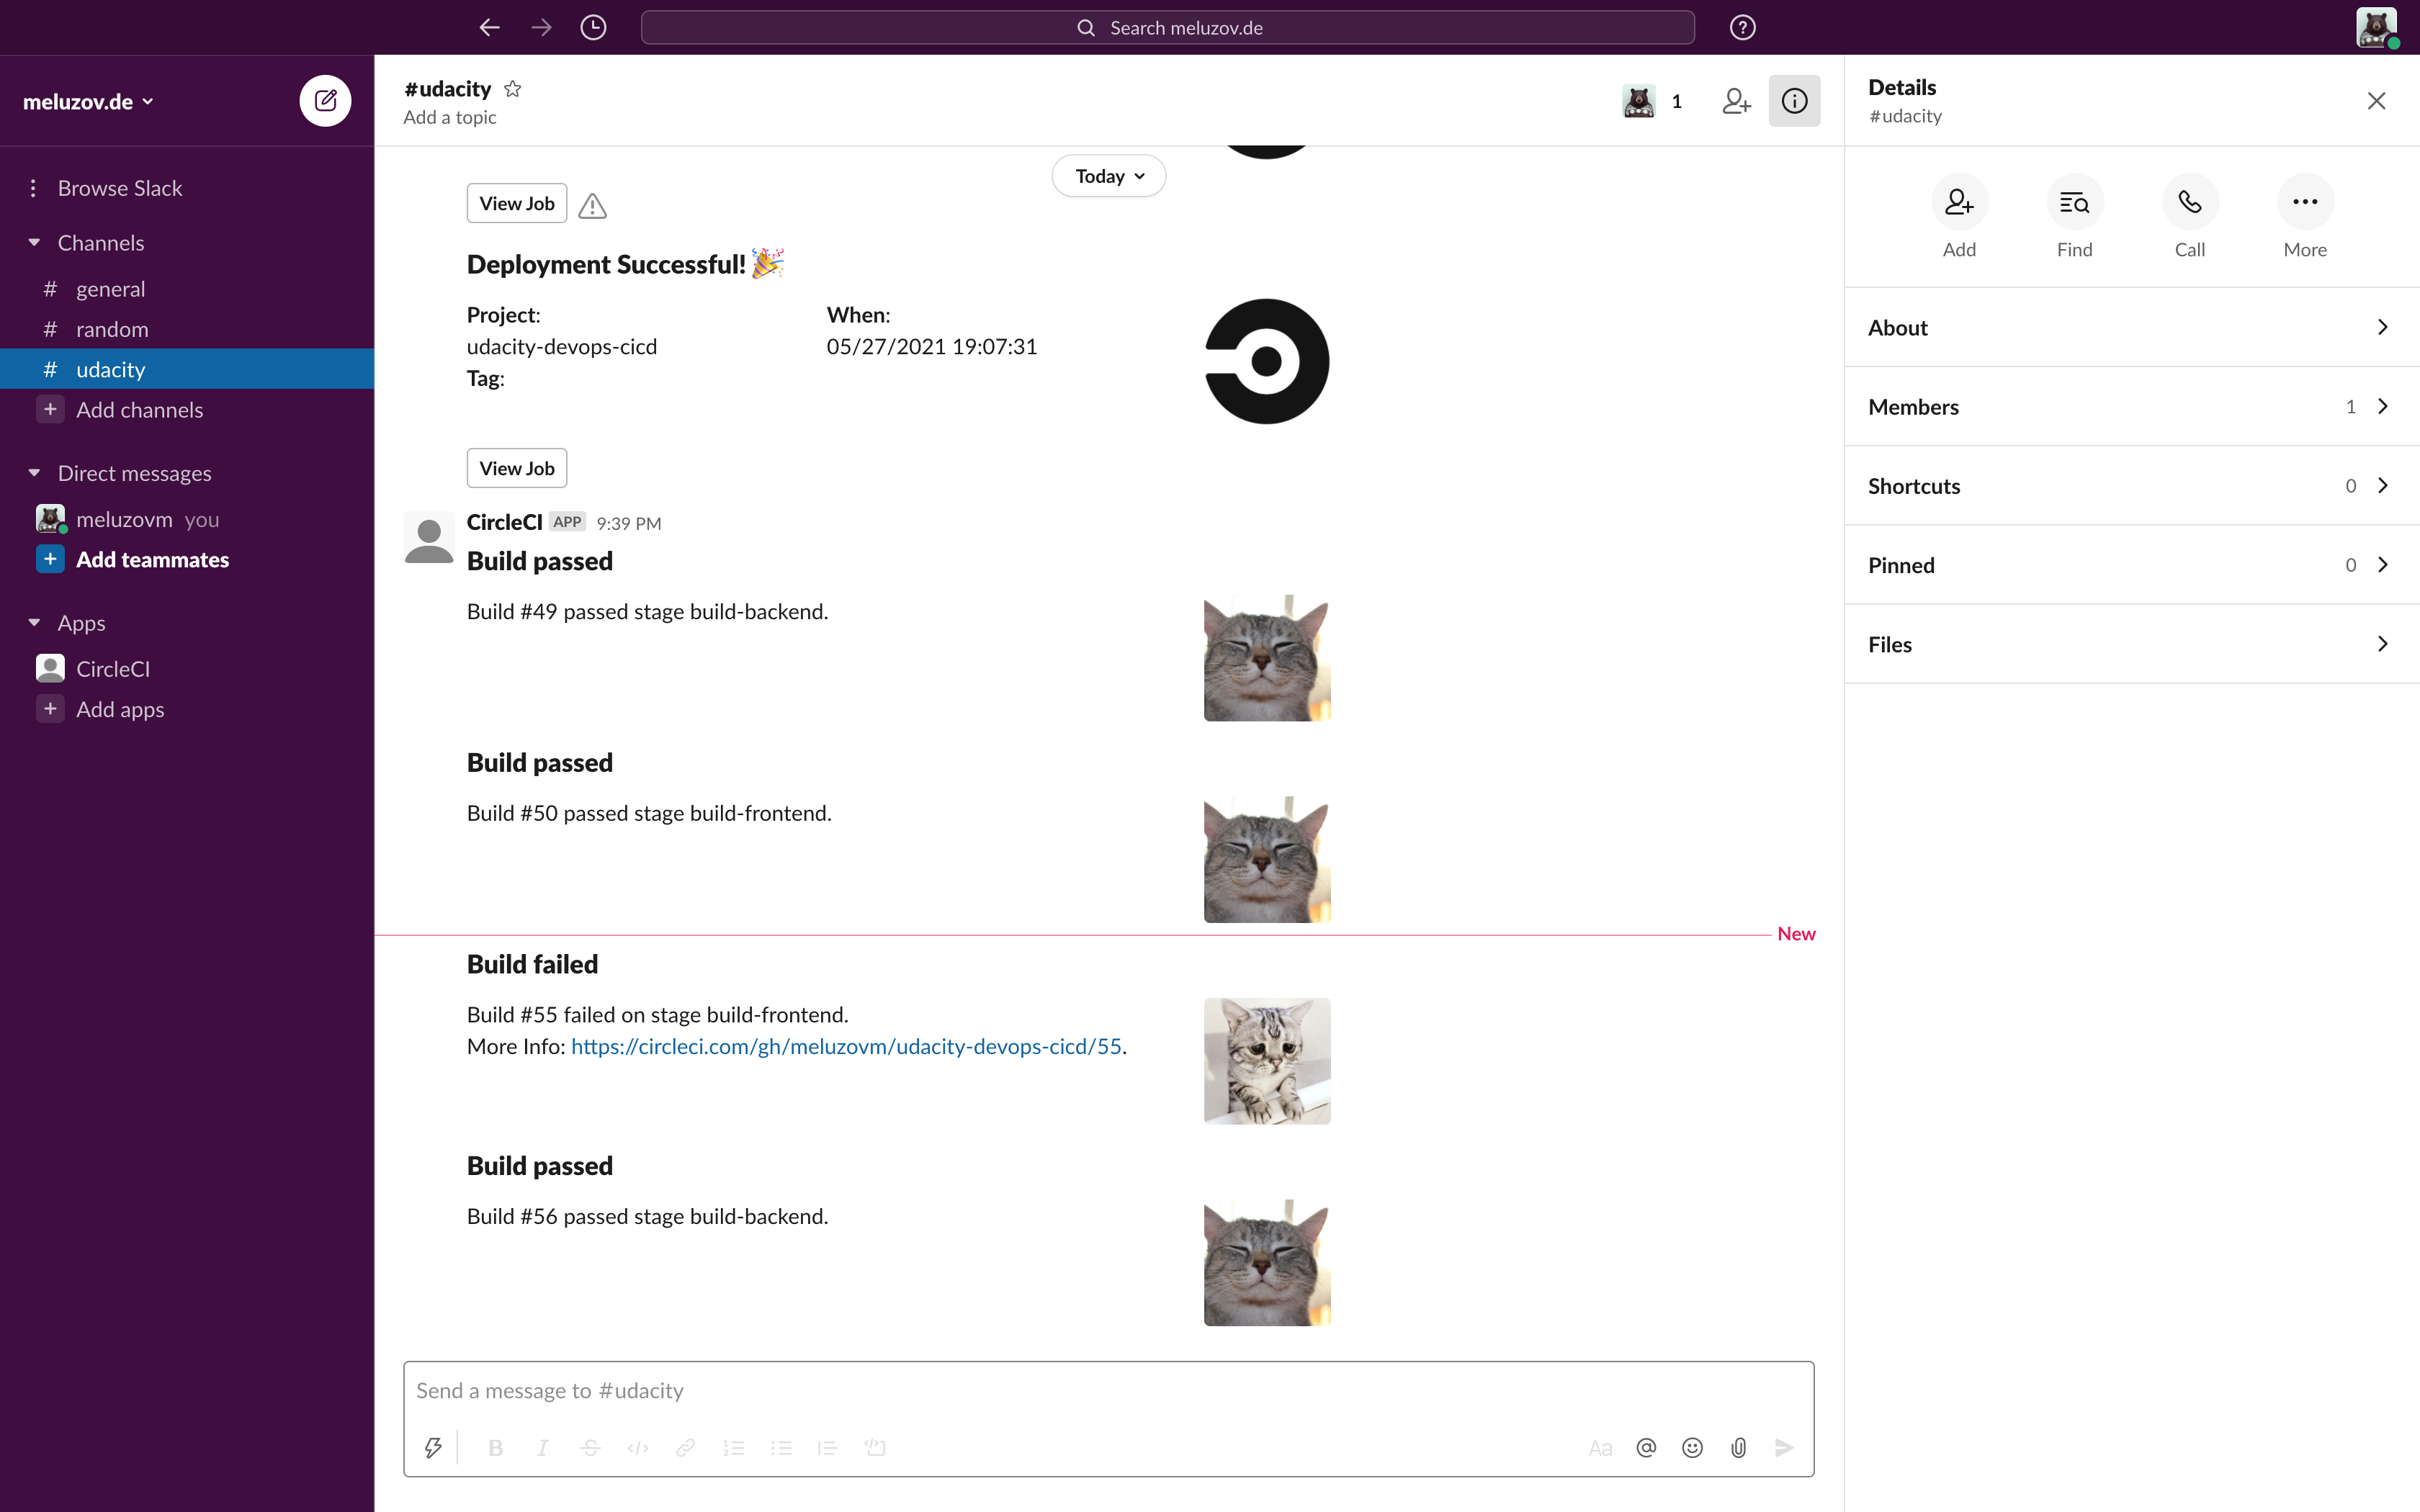 Search meluzov.de
meluzov.de
Browse Slack
Channels
# general
# random
# udacity
+ Add channels
Direct messages
meluzovm you
+ Add teammates
Apps
CircleCI
+ Add apps
#udacity
Add a topic
1
Today
View Job
Deployment Successful!
Project:
udacity-devops-cicd
When:
05/27/2021 19:07:31
Tag:
View Job
CircleCI APP 9:39 PM
Build passed
Build #49 passed stage build-backend.
Build passed
Build #50 passed stage build-frontend.
New
Build failed
Build #55 failed on stage build-frontend.
More Info: https://circleci.com/gh/meluzovm/udacity-devops-cicd/55.
Build passed
Build #56 passed stage build-backend.
Send a message to #udacity
B I S </> Aa @
Details
#udacity
Add
Find
Call
More
About
Members 1
Shortcuts 0
Pinned 0
Files